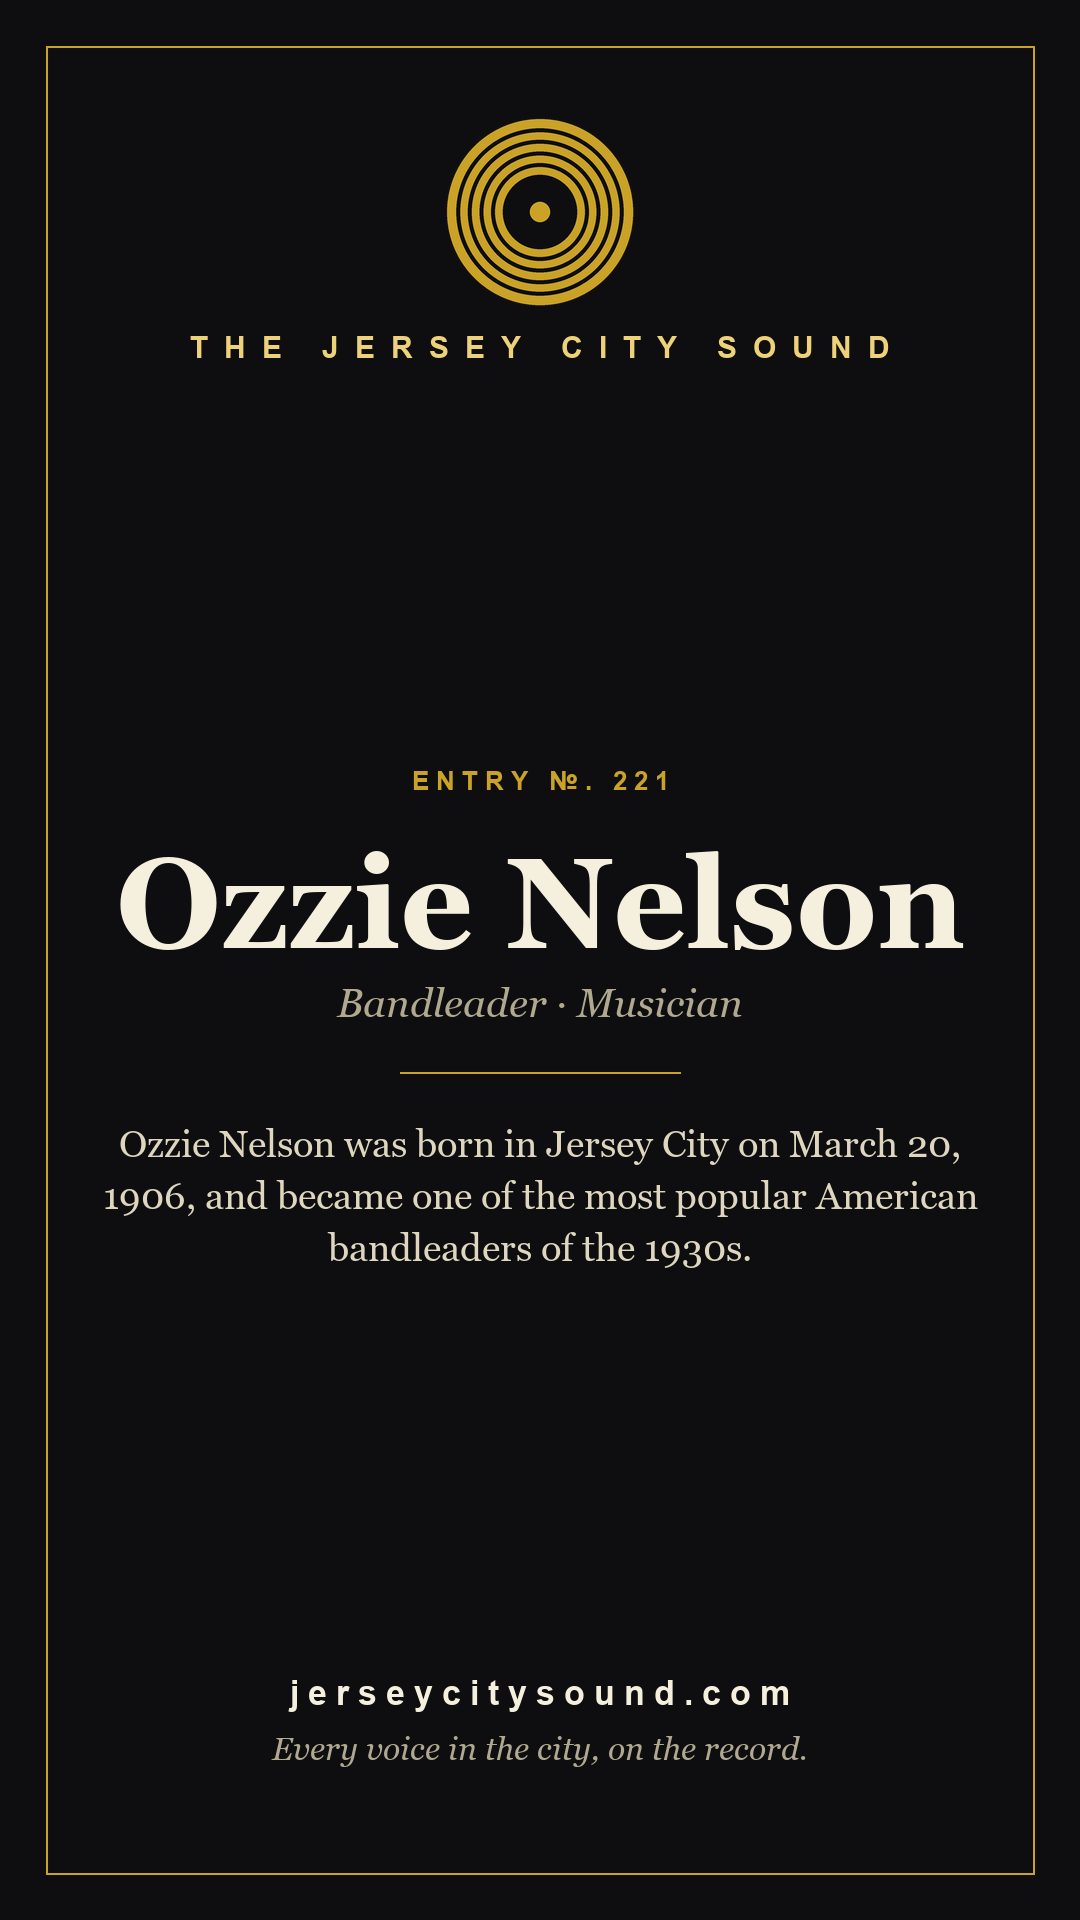 THE JERSEY CITY SOUND
ENTRY №. 221
Ozzie Nelson
Bandleader · Musician
Ozzie Nelson was born in Jersey City on March 20,
1906, and became one of the most popular American
bandleaders of the 1930s.
jerseycitysound.com
Every voice in the city, on the record.